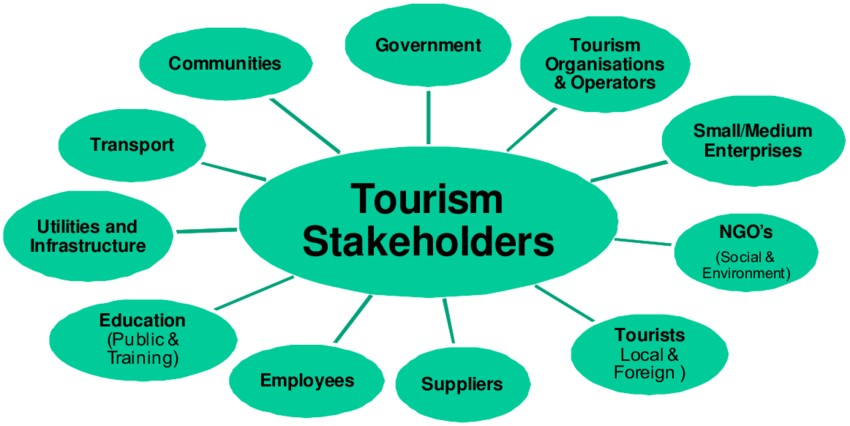 Tourism
Stakeholders
Government
Tourism
Organisations
& Operators
Small/Medium
Enterprises
NGO's
(Social &
Environment)
Tourists
Local &
Foreign )
Suppliers
Employees
Education
(Public &
Training)
Utilities and
Infrastructure
Transport
Communities